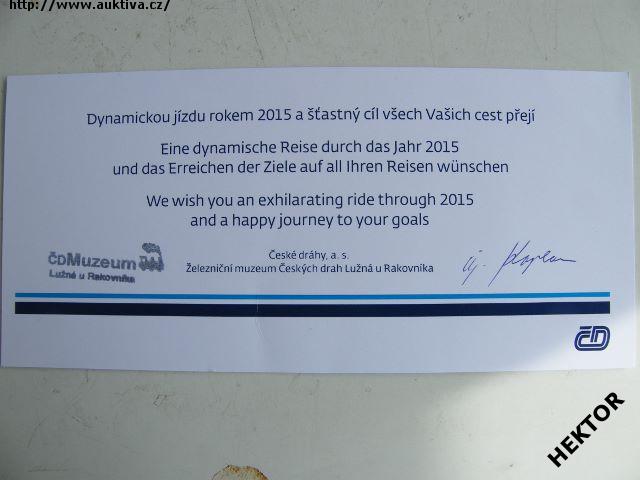 http://www.auktiva.cz/
Dynamickou jízdu rokem 2015 a šťastný cíl všech Vašich cest přejí
Eine dynamische Reise durch das Jahr 2015
und das Erreichen der Ziele auf all Ihren Reisen wünschen
We wish you an exhilarating ride through 2015
and a happy journey to your goals
ČDMuzeum
Lužná u Rakovníka
České dráhy, a. s.
Železniční muzeum Českých drah Lužná u Rakovníka
ČD
HEKTOR